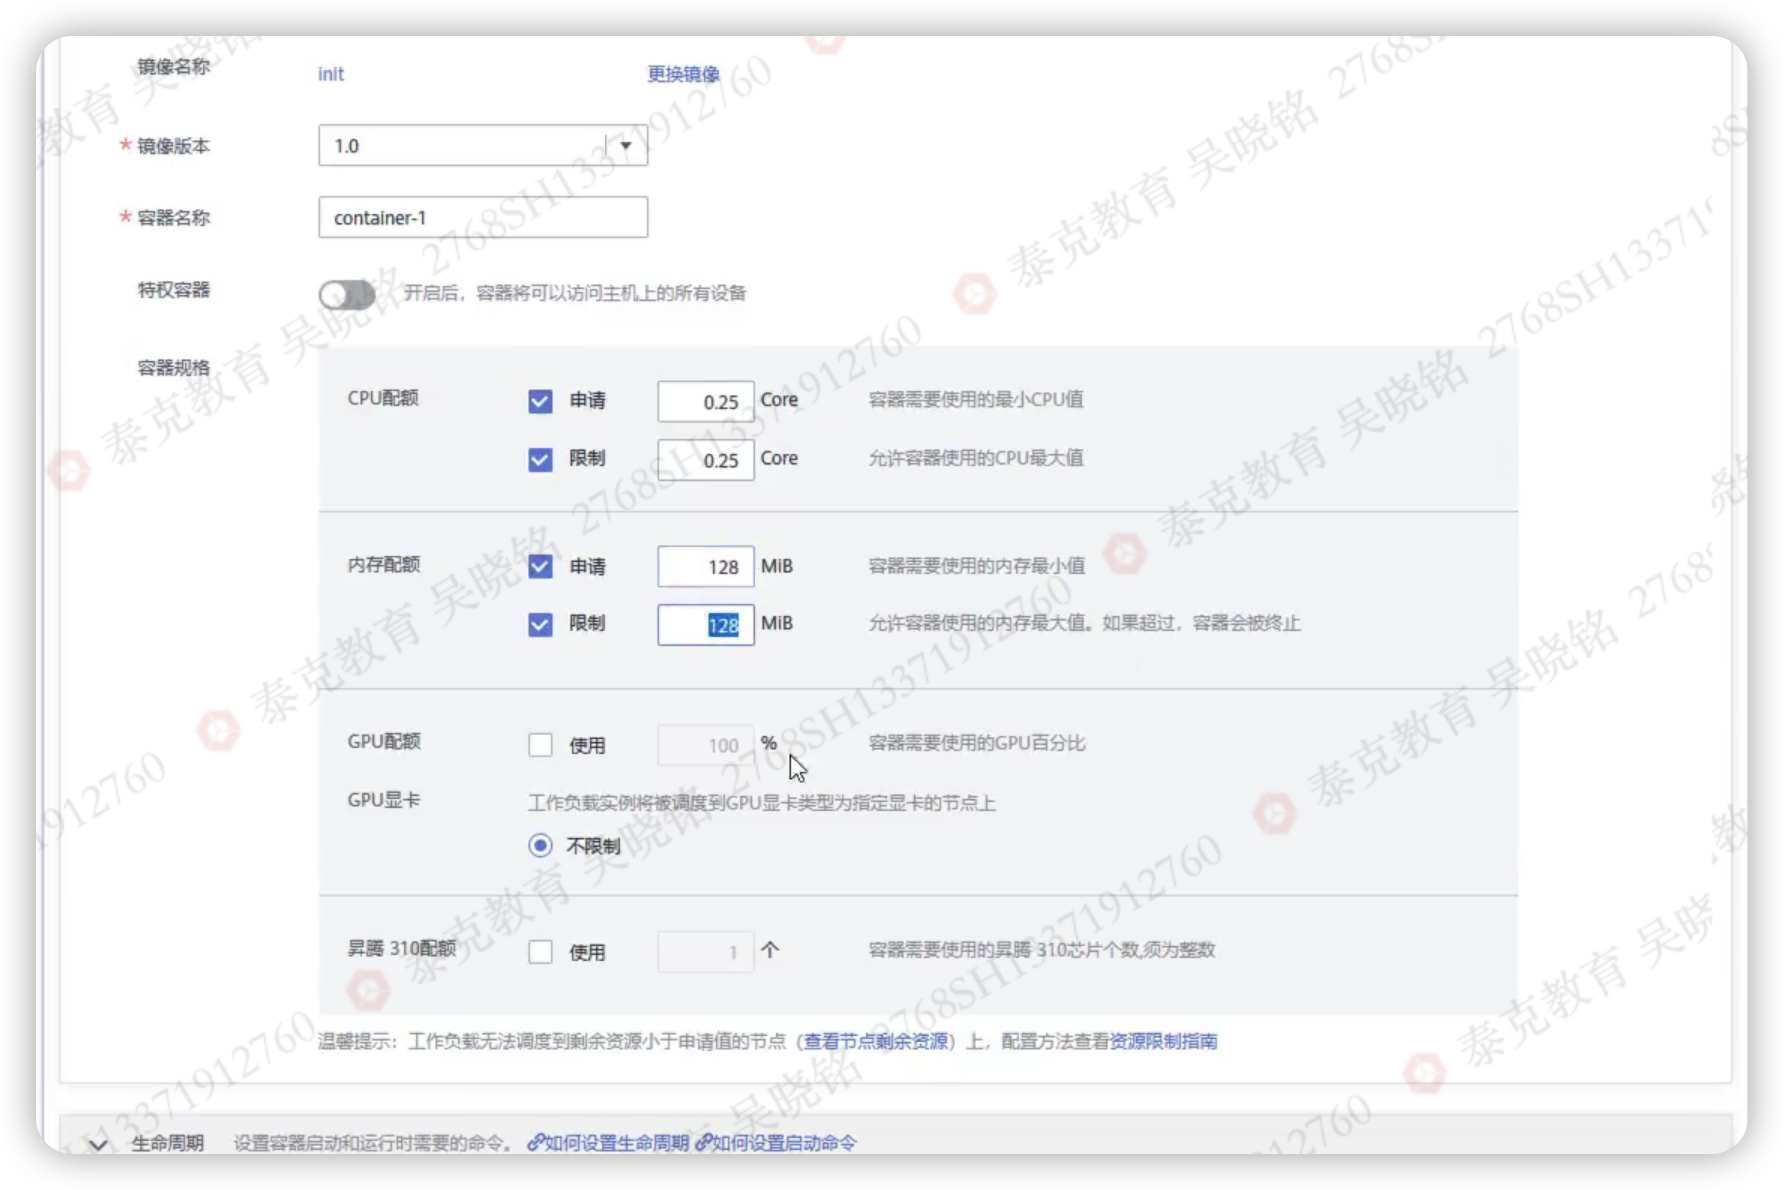 镜像名称 init 更换镜像
* 镜像版本 1.0
* 容器名称 container-1
特权容器 开启后，容器将可以访问主机上的所有设备
容器规格
CPU配额 申请 0.25 Core 容器需要使用的最小CPU值
限制 0.25 Core 允许容器使用的CPU最大值
内存配额 申请 128 MiB 容器需要使用的内存最小值
限制 128 MiB 允许容器使用的内存最大值。如果超过，容器会被终止
GPU配额 使用 100 % 容器需要使用的GPU百分比
GPU显卡 工作负载实例将被调度到GPU显卡类型为指定显卡的节点上
不限制
昇腾 310配额 使用 1 个 容器需要使用的昇腾 310芯片个数,须为整数
温馨提示：工作负载无法调度到剩余资源小于申请值的节点（查看节点剩余资源）上，配置方法查看资源限制指南
生命周期 设置容器启动和运行时需要的命令。 如何设置生命周期 如何设置启动命令
泰克教育 吴晓铭 2768SH13371912760